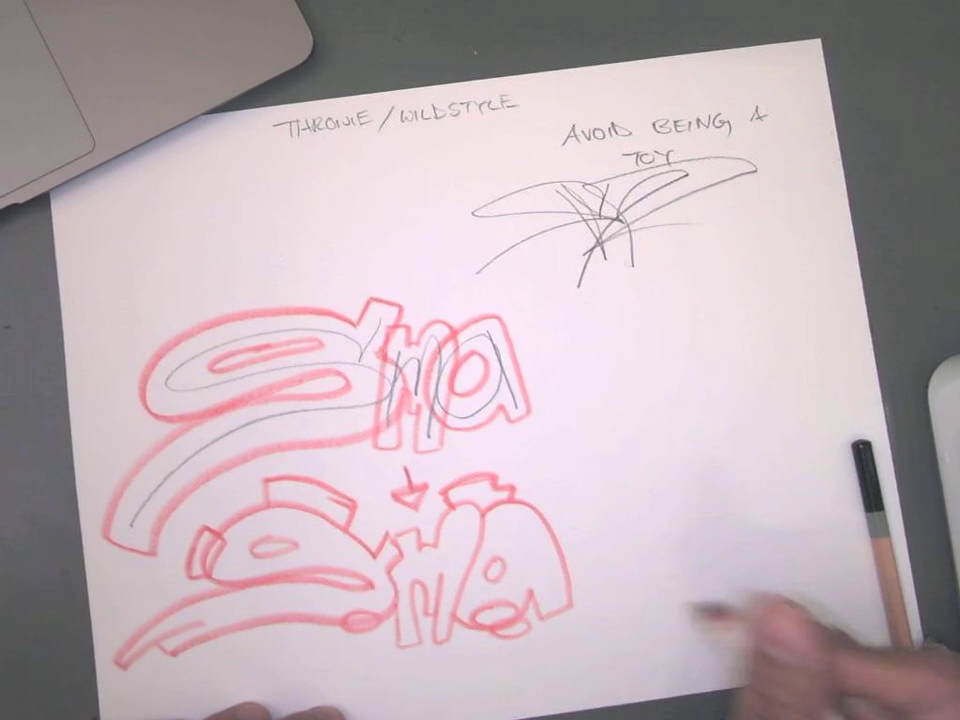 THROWIE / WILDSTYLE
AVOID BEING A
TOY
Sma
Sma